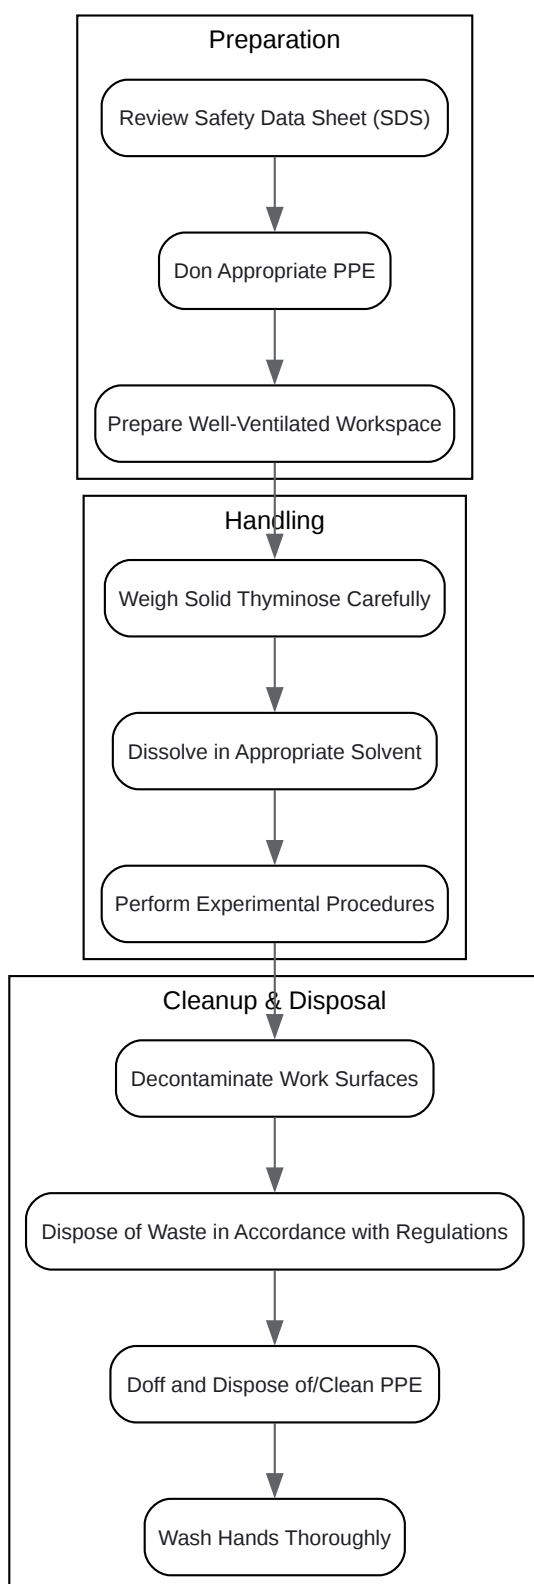 Preparation
Review Safety Data Sheet (SDS)
Don Appropriate PPE
Prepare Well-Ventilated Workspace
Handling
Weigh Solid Thyminose Carefully
Dissolve in Appropriate Solvent
Perform Experimental Procedures
Cleanup & Disposal
Decontaminate Work Surfaces
Dispose of Waste in Accordance with Regulations
Doff and Dispose of/Clean PPE
Wash Hands Thoroughly